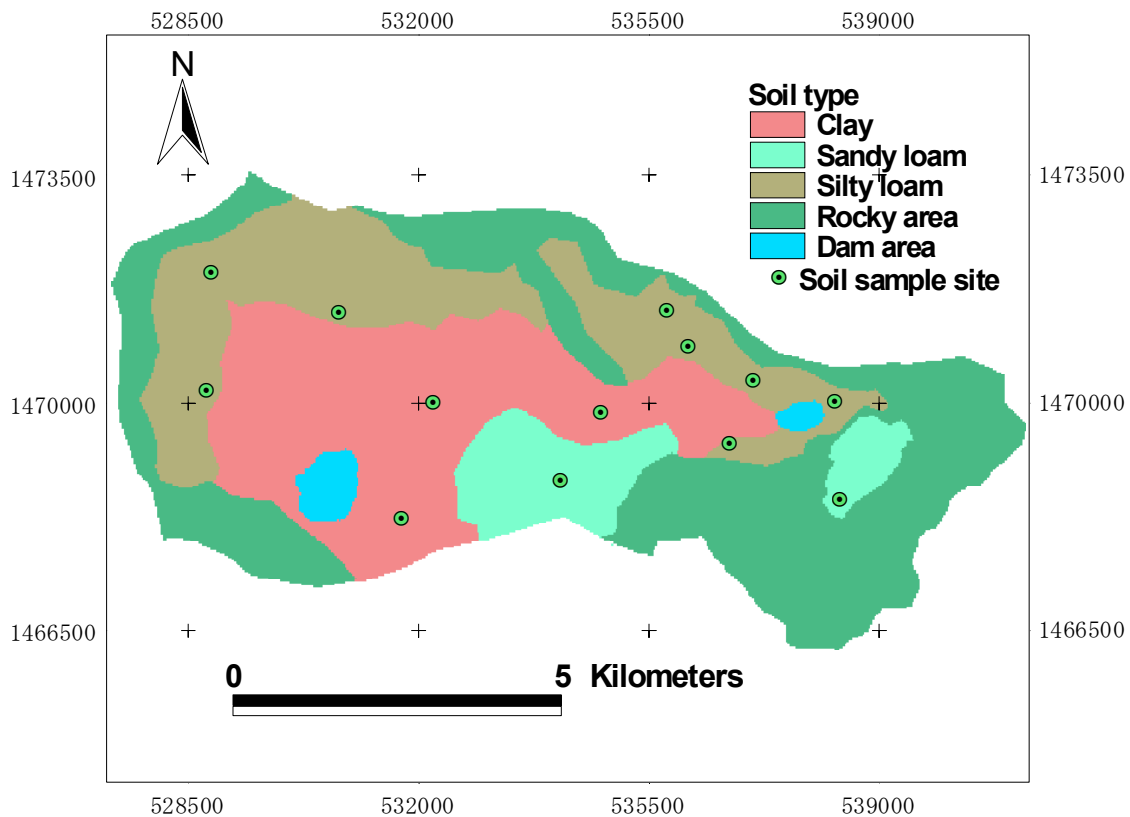 528500 532000 535500 539000
N
Soil type
Clay
Sandy loam
Silty loam
Rocky area
Dam area
Soil sample site
1473500 1473500
1470000 1470000
1466500 1466500
0 5 Kilometers
528500 532000 535500 539000